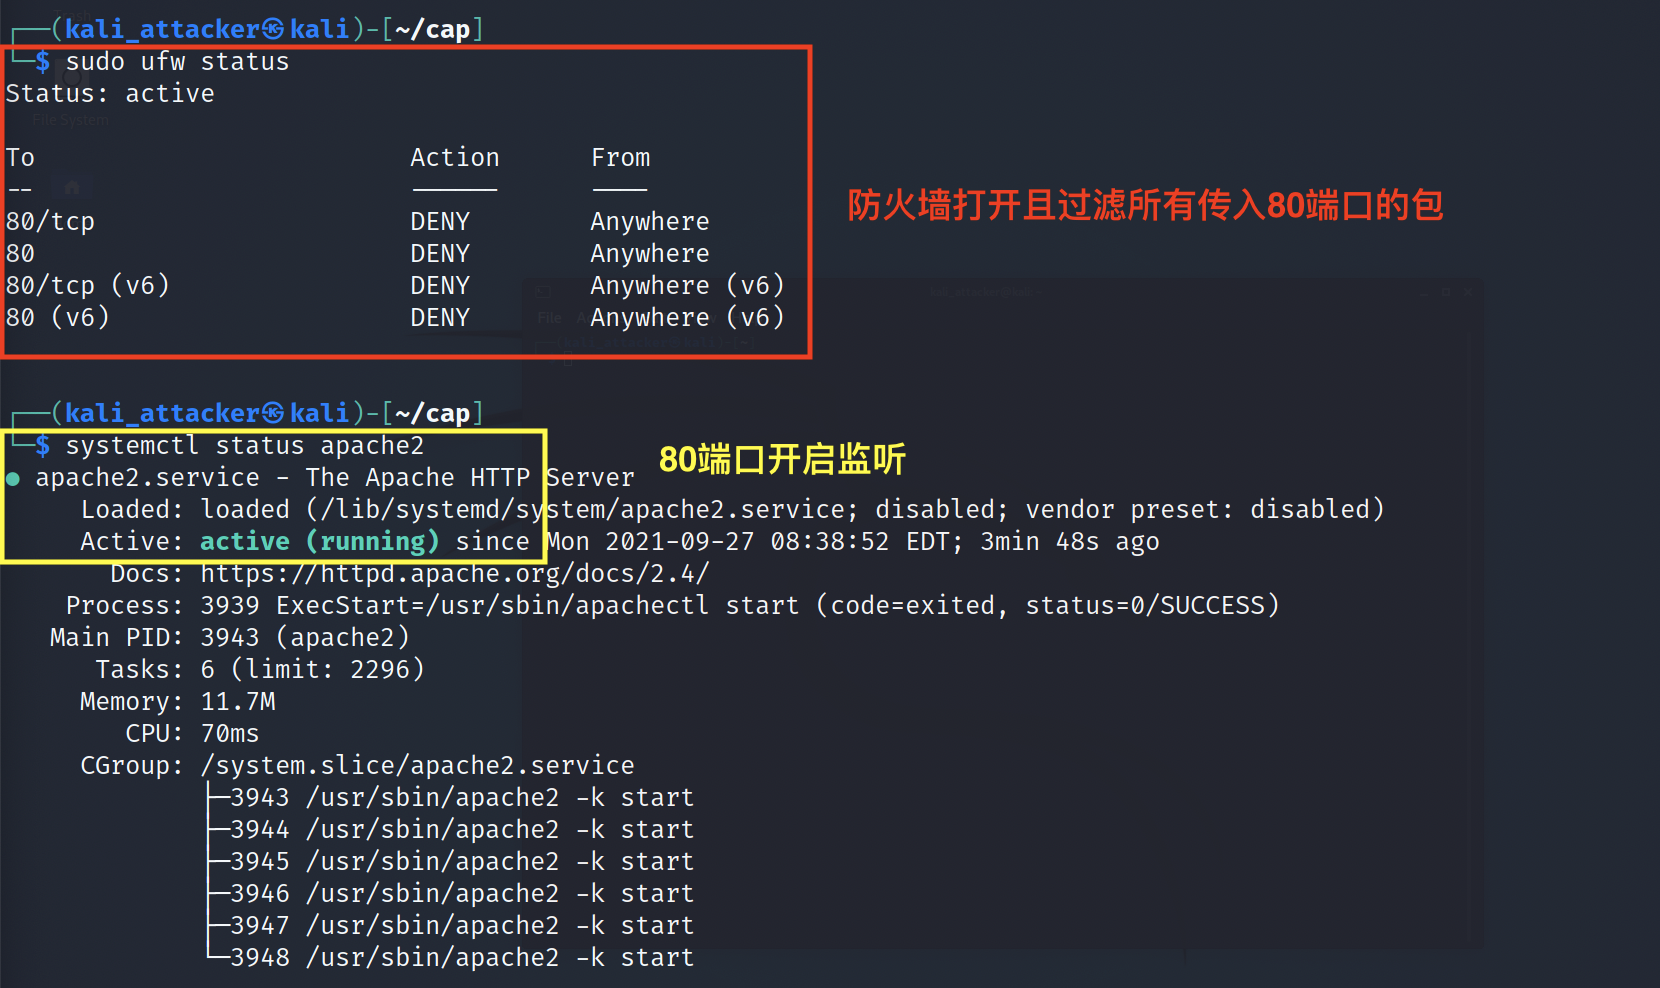 ┌──(kali_attacker㉿kali)-[~/cap]
└─$ sudo ufw status
Status: active
File System
To Action From
-- ------ ----
80/tcp DENY Anywhere
80 DENY Anywhere
80/tcp (v6) DENY Anywhere (v6)
80 (v6) DENY Anywhere (v6)
防火墙打开且过滤所有传入80端口的包
File
┌──(kali_attacker㉿kali)-[~/cap]
└─$ systemctl status apache2
80端口开启监听
● apache2.service - The Apache HTTP Server
Loaded: loaded (/lib/systemd/system/apache2.service; disabled; vendor preset: disabled)
Active: active (running) since Mon 2021-09-27 08:38:52 EDT; 3min 48s ago
Docs: https://httpd.apache.org/docs/2.4/
Process: 3939 ExecStart=/usr/sbin/apachectl start (code=exited, status=0/SUCCESS)
Main PID: 3943 (apache2)
Tasks: 6 (limit: 2296)
Memory: 11.7M
CPU: 70ms
CGroup: /system.slice/apache2.service
├─3943 /usr/sbin/apache2 -k start
├─3944 /usr/sbin/apache2 -k start
├─3945 /usr/sbin/apache2 -k start
├─3946 /usr/sbin/apache2 -k start
├─3947 /usr/sbin/apache2 -k start
└─3948 /usr/sbin/apache2 -k start